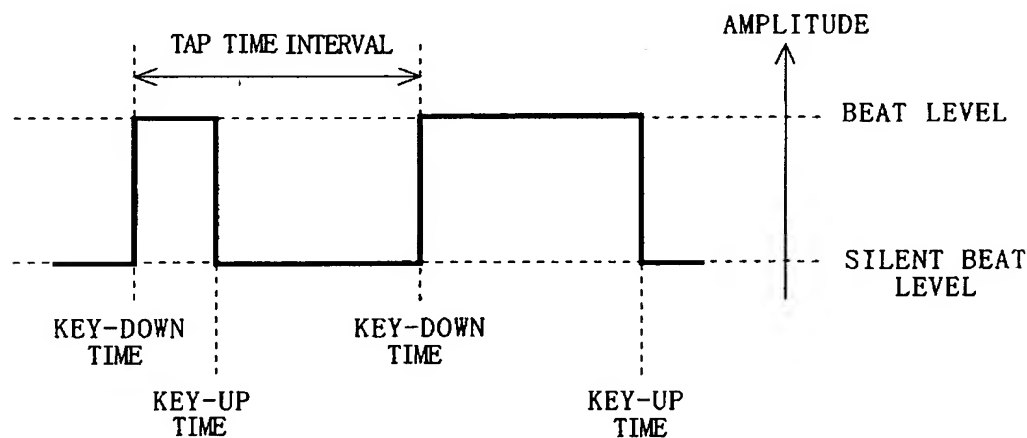 AMPLITUDE
TAP TIME INTERVAL
BEAT LEVEL
SILENT BEAT
LEVEL
KEY-DOWN
TIME
KEY-DOWN
TIME
KEY-UP
TIME
KEY-UP
TIME